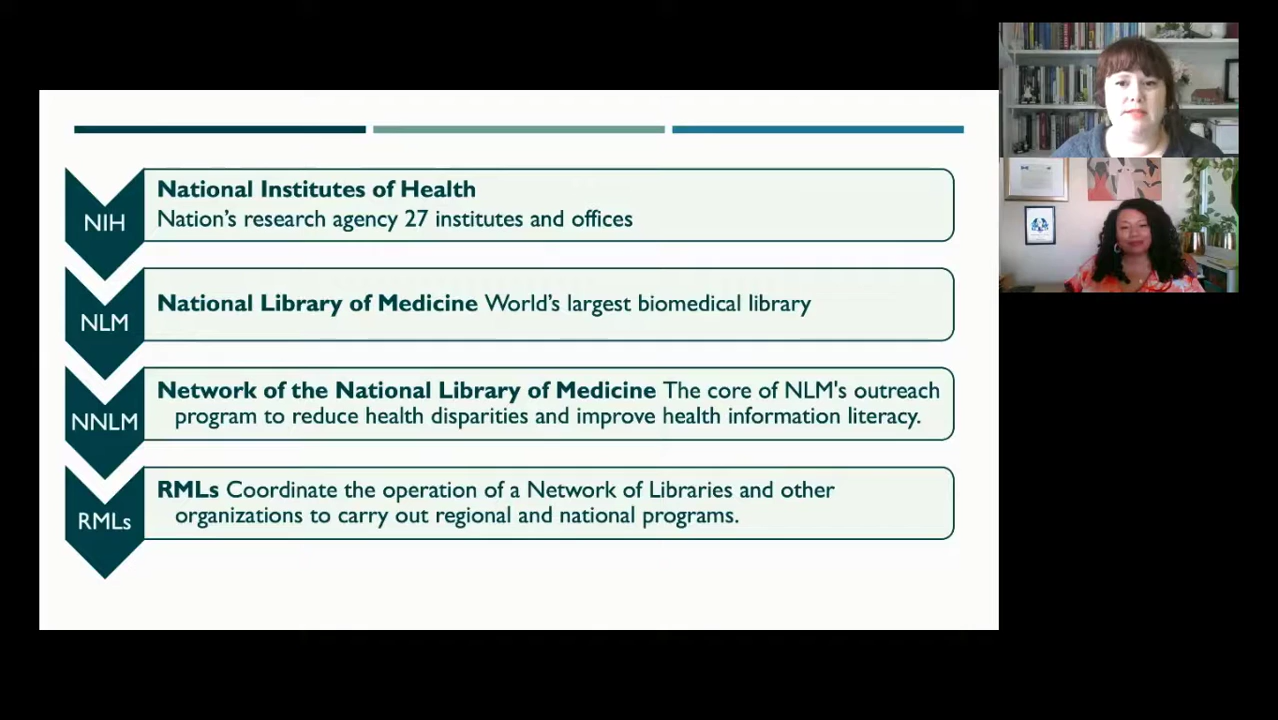 NIH
National Institutes of Health
Nation's research agency 27 institutes and offices
NLM
National Library of Medicine World's largest biomedical library
NNLM
Network of the National Library of Medicine The core of NLM's outreach
program to reduce health disparities and improve health information literacy.
RMLs
RMLs Coordinate the operation of a Network of Libraries and other
organizations to carry out regional and national programs.